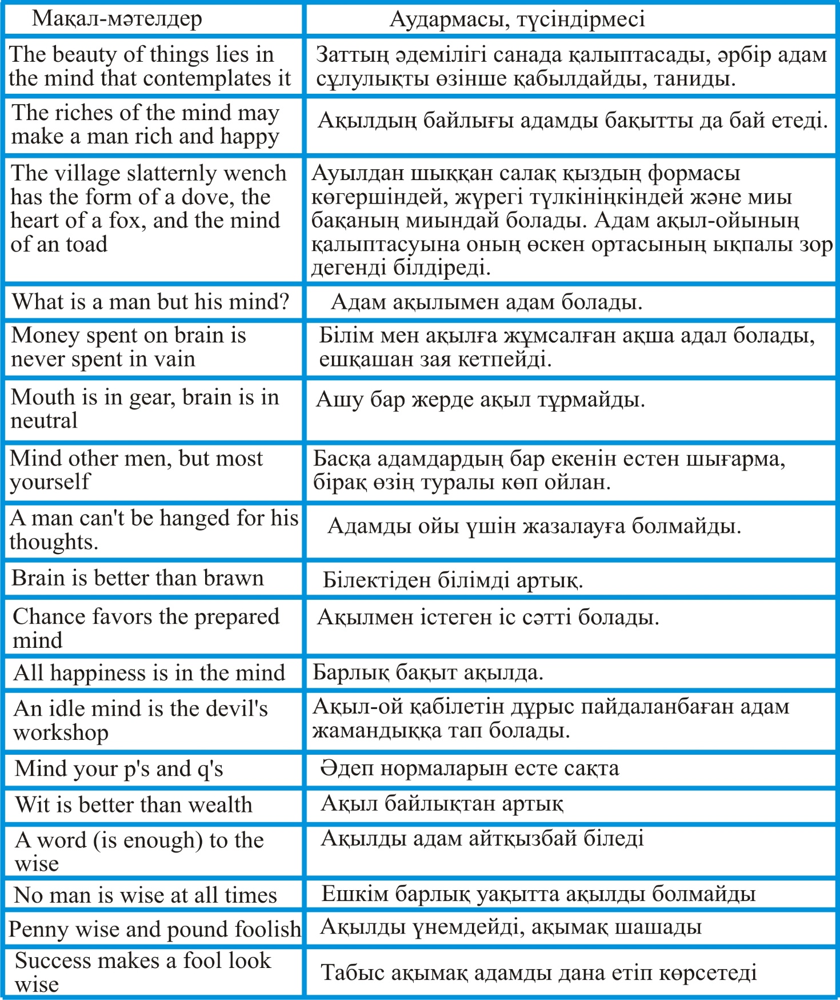 Мақал-мәтелдер
Аудармасы, түсіндірмесі
The beauty of things lies in
the mind that contemplates it
Заттың әдемілігі санада қалыптасады, әрбір адам
сұлулықты өзінше қабылдайды, таниды.
The riches of the mind may
make a man rich and happy
Ақылдың байлығы адамды бақытты да бай етеді.
The village slatternly wench
has the form of a dove, the
heart of a fox, and the mind
of an toad
Ауылдан шыққан салақ қыздың формасы
көгершіндей, жүрегі түлкініңкіндей және миы
бақаның миындай болады. Адам ақыл-ойының
қалыптасуына оның өскен ортасының ықпалы зор
дегенді білдіреді.
What is a man but his mind?
Адам ақылымен адам болады.
Money spent on brain is
never spent in vain
Білім мен ақылға жұмсалған ақша адал болады,
ешқашан зая кетпейді.
Mouth is in gear, brain is in
neutral
Ашу бар жерде ақыл тұрмайды.
Mind other men, but most
yourself
Басқа адамдардың бар екенін естен шығарма,
бірақ өзің туралы көп ойлан.
A man can't be hanged for his
thoughts.
Адамды ойы үшін жазалауға болмайды.
Brain is better than brawn
Білектіден білімді артық.
Chance favors the prepared
mind
Ақылмен істеген іс сәтті болады.
All happiness is in the mind
Барлық бақыт ақылда.
An idle mind is the devil's
workshop
Ақыл-ой қабілетін дұрыс пайдаланбаған адам
жамандыққа тап болады.
Mind your p's and q's
Әдеп нормаларын есте сақта
Wit is better than wealth
Ақыл байлықтан артық
A word (is enough) to the
wise
Ақылды адам айтқызбай біледі
No man is wise at all times
Ешкім барлық уақытта ақылды болмайды
Penny wise and pound foolish
Ақылды үнемдейді, ақымақ шашады
Success makes a fool look
wise
Табыс ақымақ адамды дана етіп көрсетеді